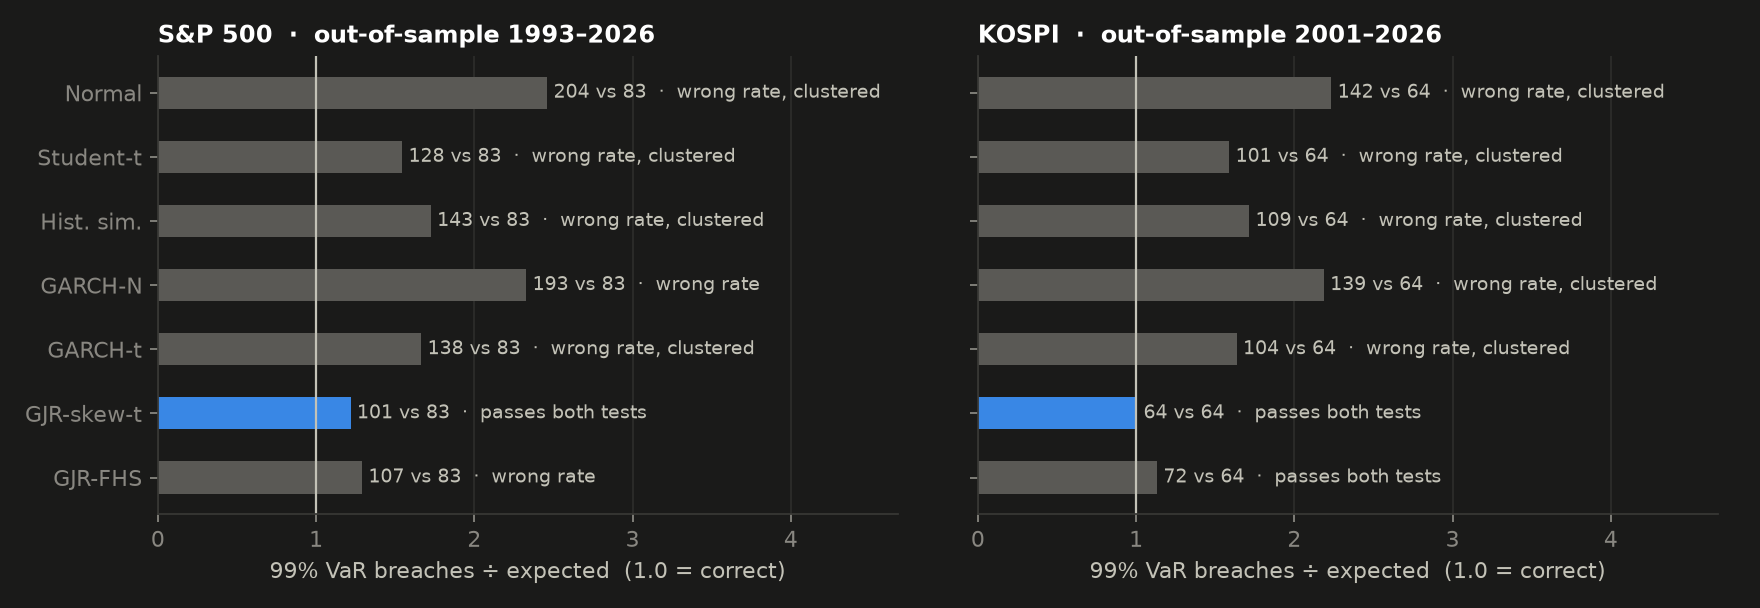 S&P 500 · out-of-sample 1993–2026
Normal
204 vs 83 · wrong rate, clustered
Student-t
128 vs 83 · wrong rate, clustered
Hist. sim.
143 vs 83 · wrong rate, clustered
GARCH-N
193 vs 83 · wrong rate
GARCH-t
138 vs 83 · wrong rate, clustered
GJR-skew-t
101 vs 83 · passes both tests
GJR-FHS
107 vs 83 · wrong rate
0 1 2 3 4
99% VaR breaches ÷ expected (1.0 = correct)
KOSPI · out-of-sample 2001–2026
142 vs 64 · wrong rate, clustered
101 vs 64 · wrong rate, clustered
109 vs 64 · wrong rate, clustered
139 vs 64 · wrong rate, clustered
104 vs 64 · wrong rate, clustered
64 vs 64 · passes both tests
72 vs 64 · passes both tests
0 1 2 3 4
99% VaR breaches ÷ expected (1.0 = correct)